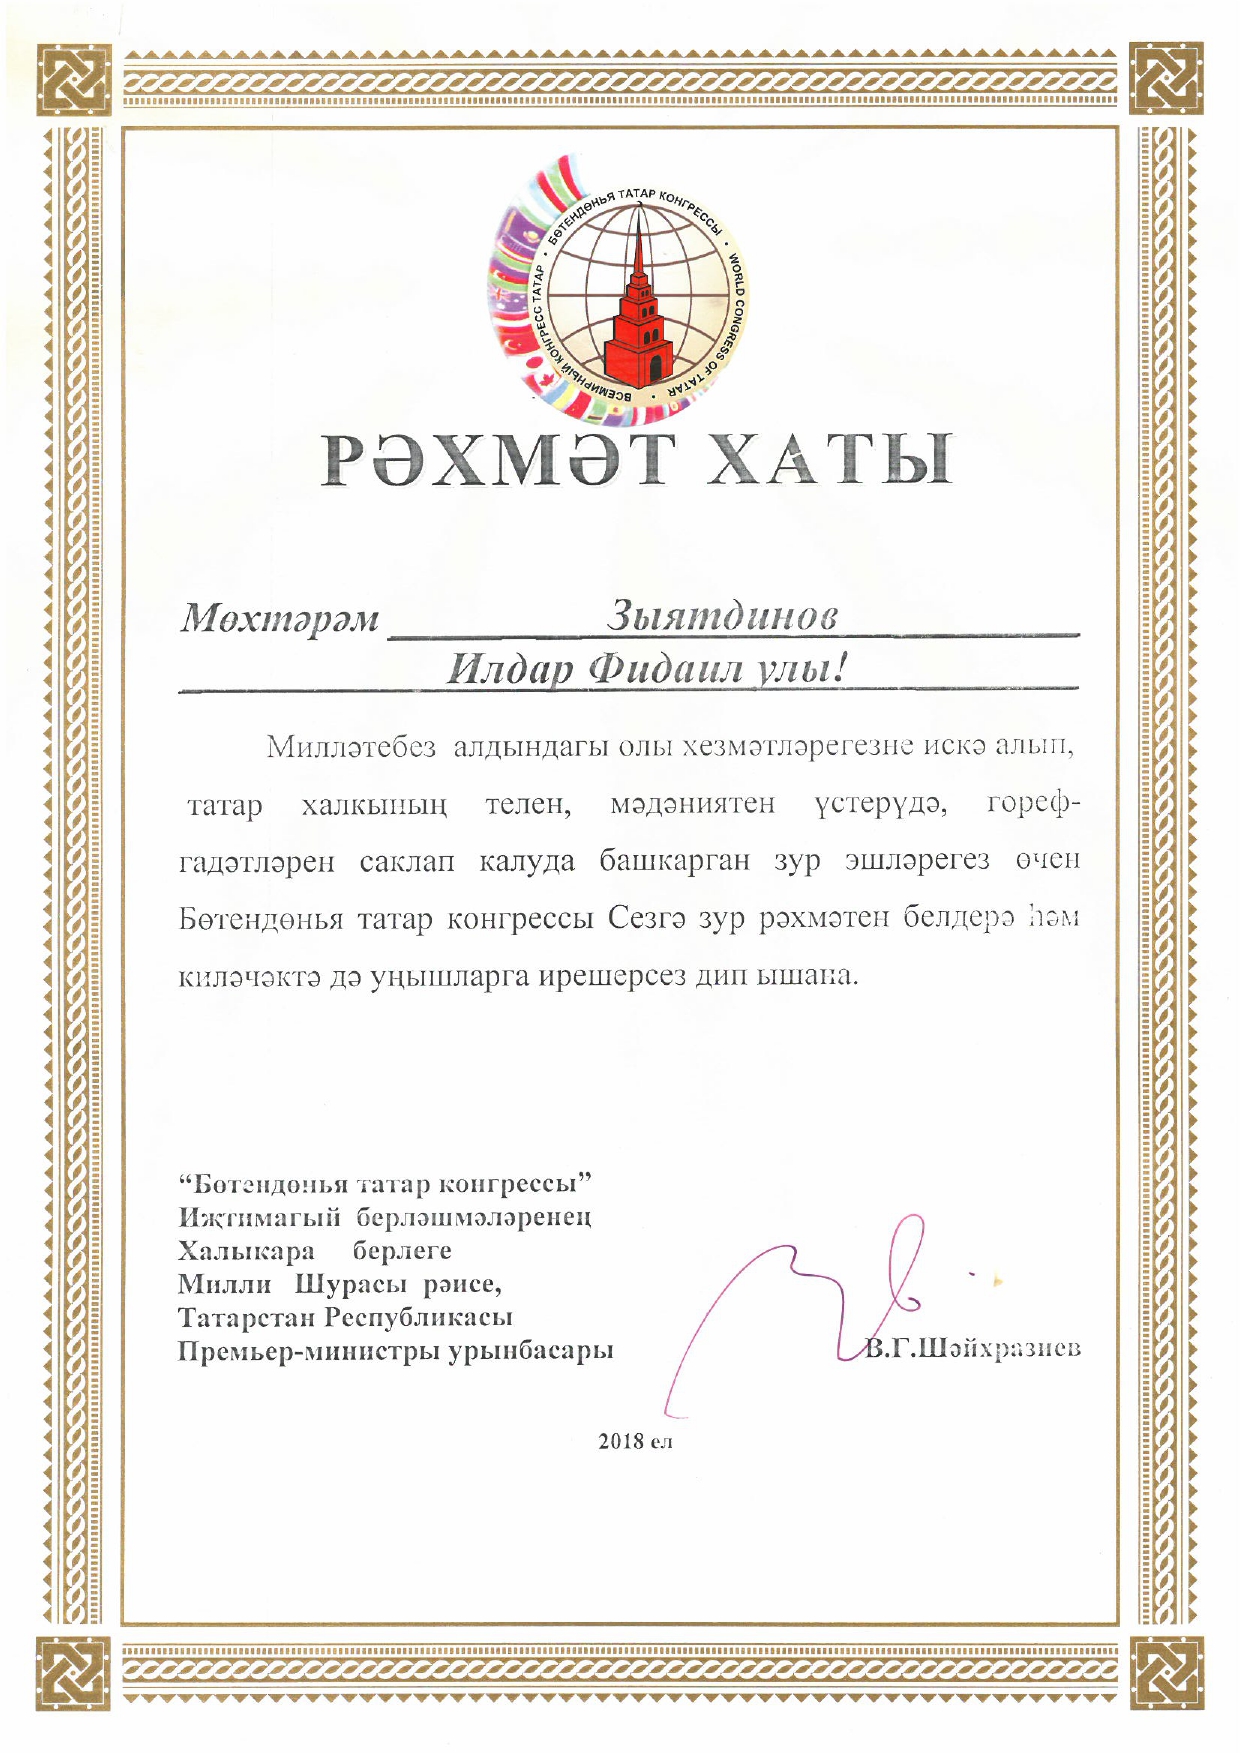 БӨТЕНДӨНЬЯ ТАТАР КОНГРЕССЫ • WORLD CONGRESS OF TATAR • ВСЕМИРНЫЙ КОНГРЕСС ТАТАР •
РӘХМӘТ ХАТЫ
Мөхтәрәм Зыятдинов
Илдар Фидаил улы!
Милләтебез алдындагы олы хезмәтләрегезне искә алып,
татар халкының телен, мәдәниятен үстерүдә, гореф-
гадәтләрен саклап калуда башкарган зур эшләрегез өчен
Бөтендөнья татар конгрессы Сезгә зур рәхмәтен белдерә һәм
киләчәктә дә уңышларга ирешерсез дип ышана.
“Бөтендөнья татар конгрессы”
Иҗтимагый берләшмәләренең
Халыкара берлеге
Милли Шурасы рәисе,
Татарстан Республикасы
Премьер-министры урынбасары В.Г.Шәйхразиев
2018 ел